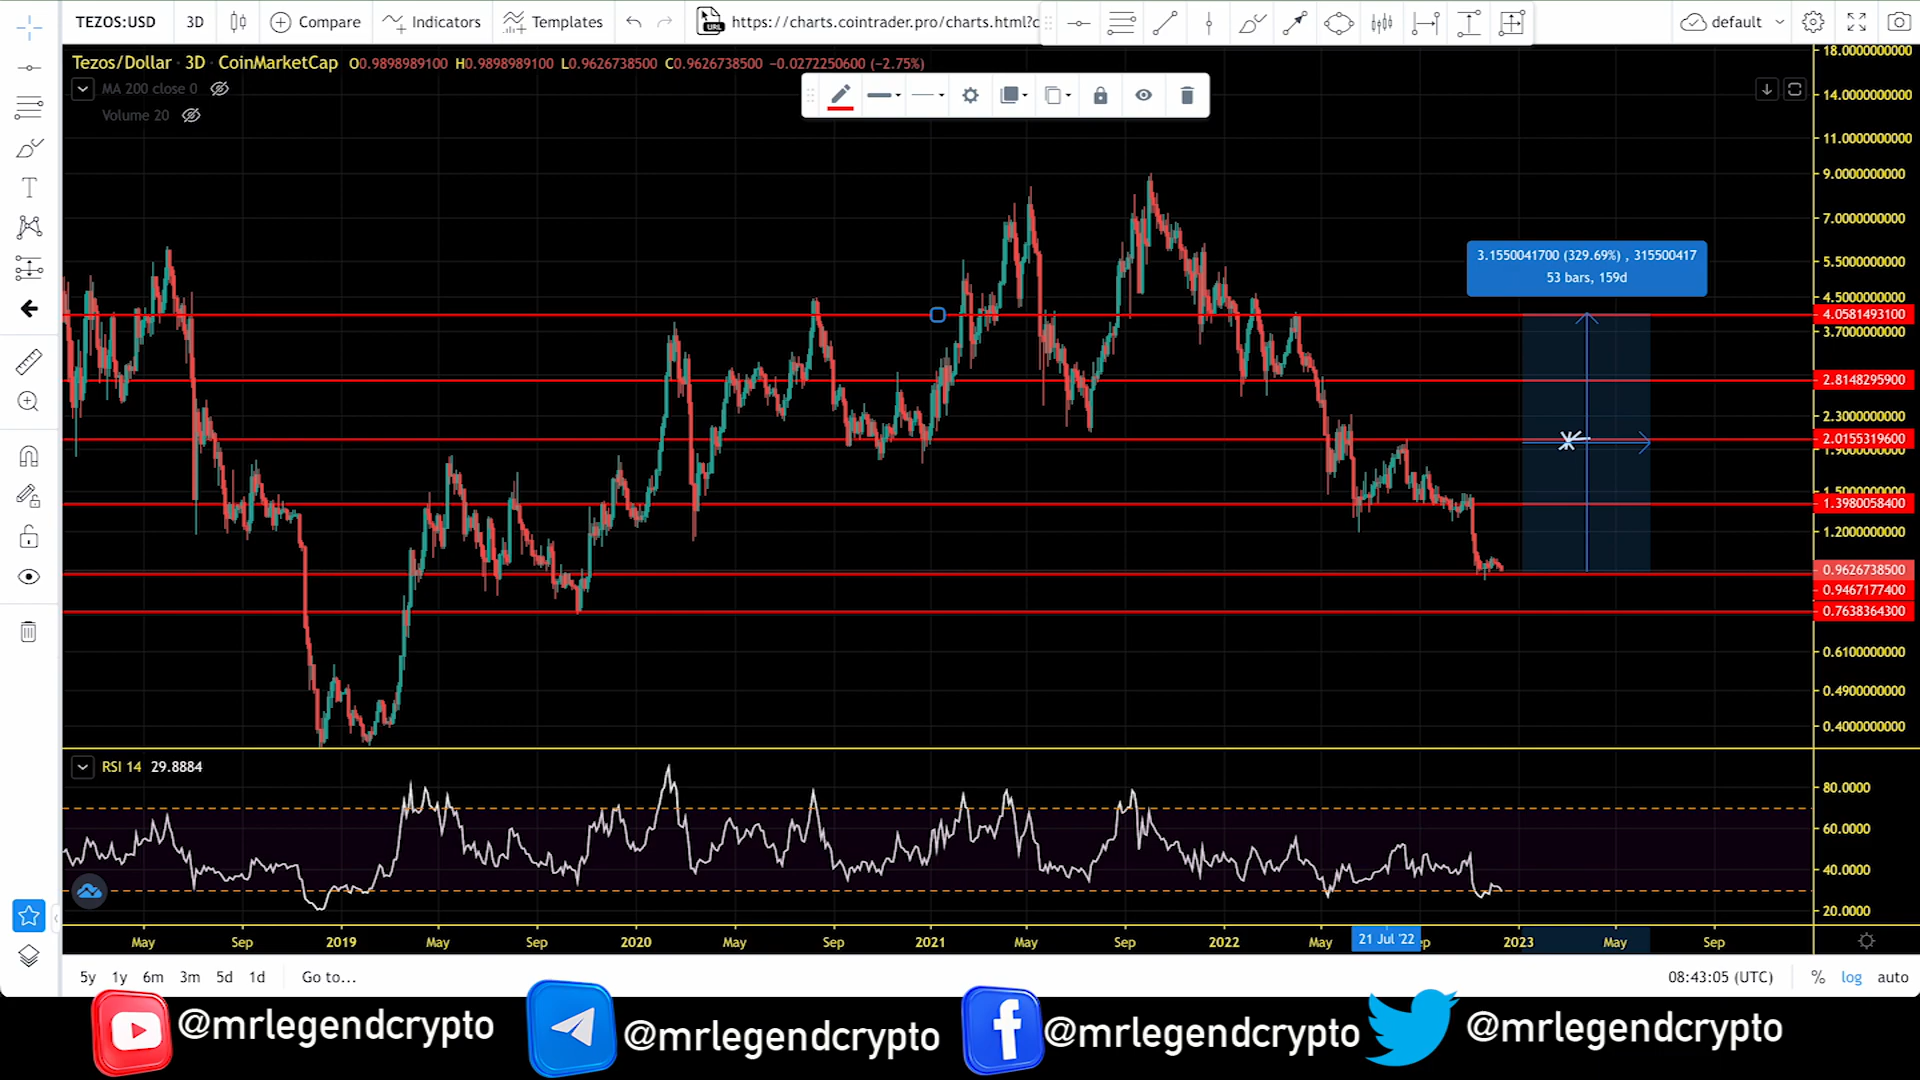 TEZOS:USD 3D Compare Indicators Templates https://charts.cointrader.pro/charts.html?c default
Tezos/Dollar · 3D · CoinMarketCap O0.9898989100 H0.9898989100 L0.9626738500 C0.9626738500 −0.0272250600 (−2.75%)
MA 200 close 0
Volume 20
18.0000000000
14.0000000000
11.0000000000
9.0000000000
7.0000000000
3.1550041700 (329.69%) , 315500417
53 bars, 159d
5.5000000000
4.5000000000
4.0581493100
3.7000000000
2.8148295900
2.3000000000
2.0155319600
1.9000000000
1.5000000000
1.3980058400
1.2000000000
0.9626738500
0.9467177400
0.7638364300
0.6100000000
0.4900000000
0.4000000000
RSI 14 29.8884
80.0000
60.0000
40.0000
20.0000
May Sep 2019 May Sep 2020 May Sep 2021 May Sep 2022 May 21 Jul '22 ep 2023 May Sep
5y 1y 6m 3m 5d 1d Go to... 08:43:05 (UTC) % log auto
@mrlegendcrypto @mrlegendcrypto @mrlegendcrypto @mrlegendcrypto